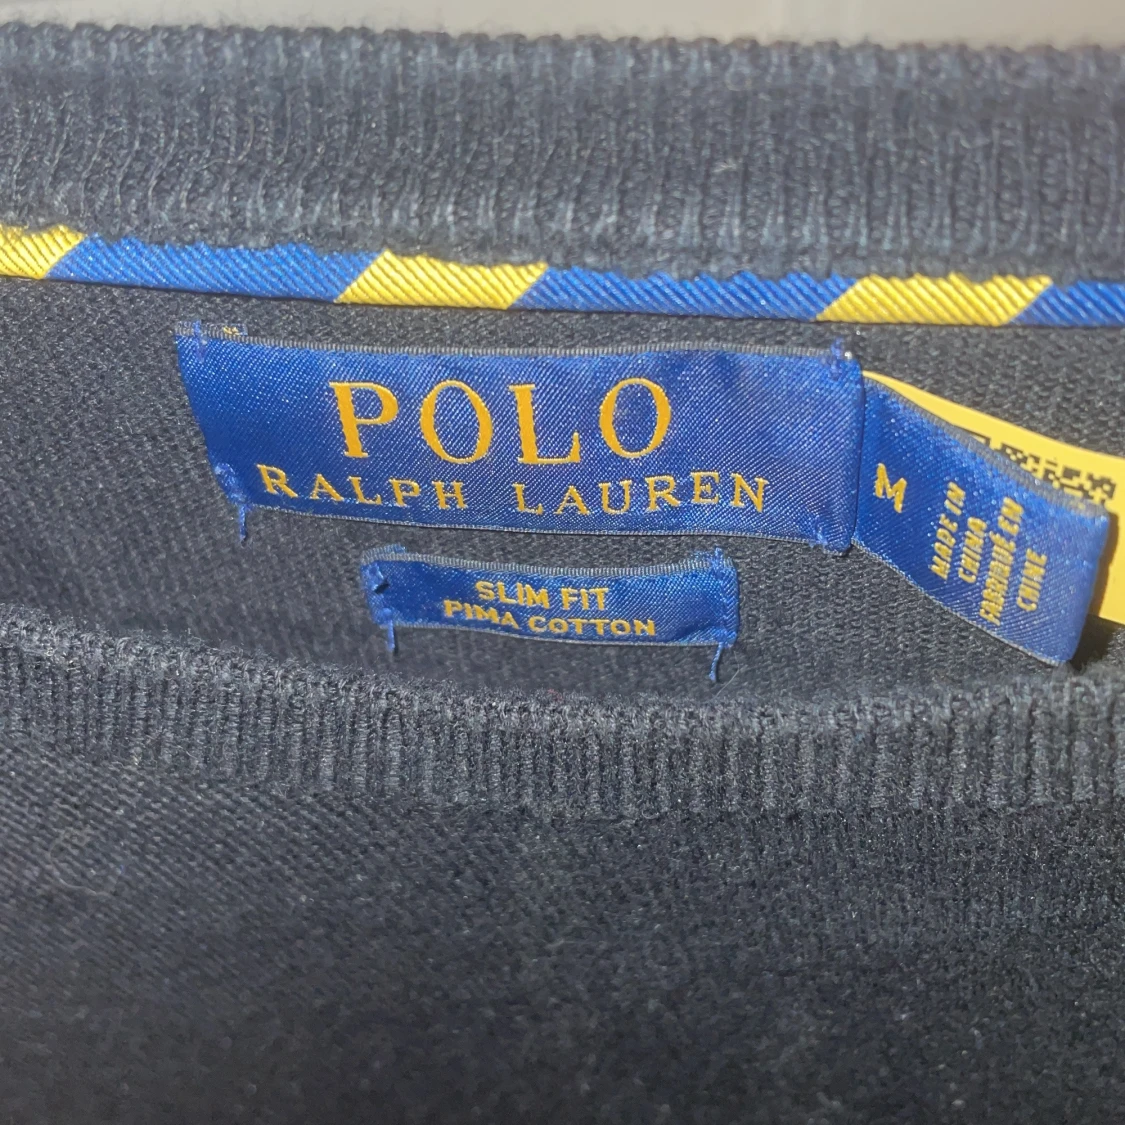 POLO
RALPH LAUREN
M
MADE IN
CHINA
FABRIQUÉ EN
CHINE
SLIM FIT
PIMA COTTON